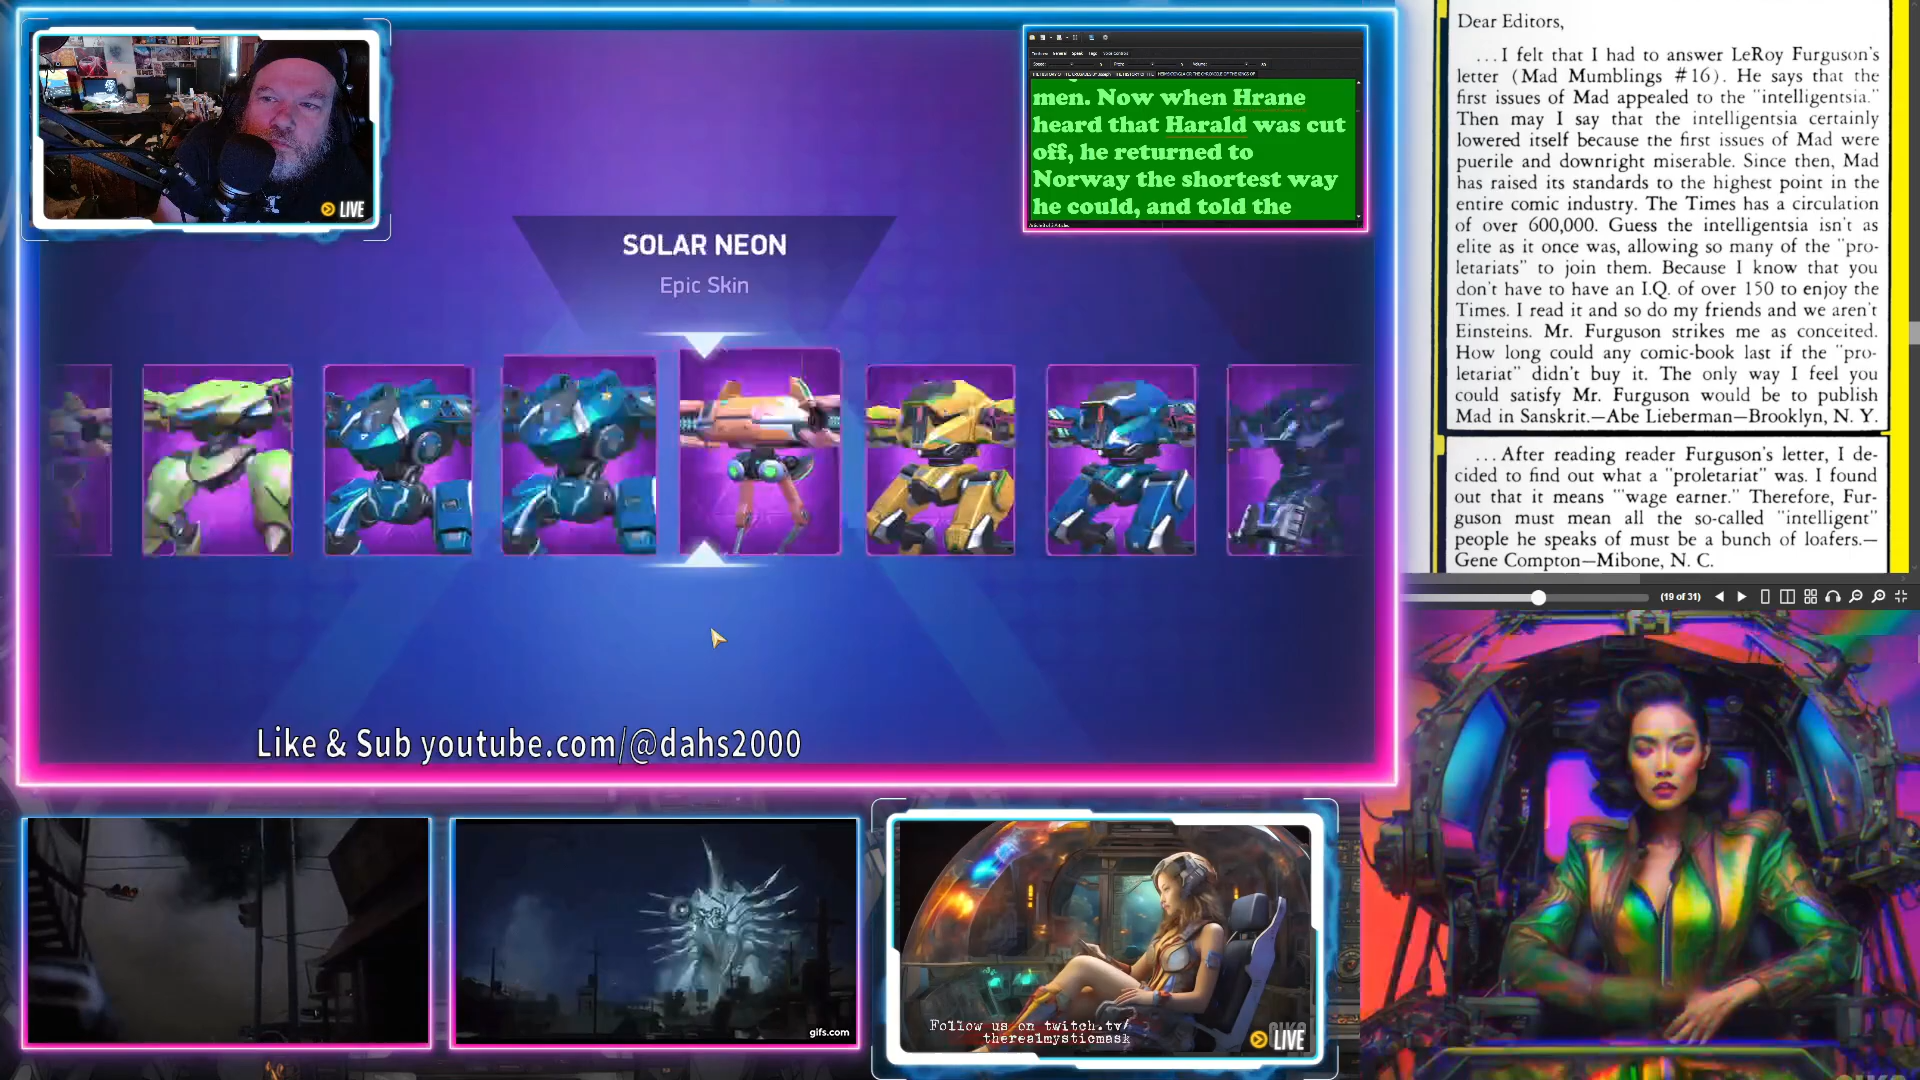 LIVE
men. Now when Hrane
heard that Harald was cut
off, he returned to
Norway the shortest way
he could, and told the
SOLAR NEON
Epic Skin
Like & Sub youtube.com/@dahs2000
gifs.com
Follow us on twitch.tv/
therealmysticmask
LIVE
Dear Editors,
...I felt that I had to answer LeRoy Furguson's
letter (Mad Mumblings #16). He says that the
first issues of Mad appealed to the "intelligentsia."
Then may I say that the intelligentsia certainly
lowered itself because the first issues of Mad were
puerile and downright miserable. Since then, Mad
has raised its standards to the highest point in the
entire comic industry. The Times has a circulation
of over 600,000. Guess the intelligentsia isn't as
elite as it once was, allowing so many of the "pro-
letariats" to join them. Because I know that you
don't have to have an I.Q. of over 150 to enjoy the
Times. I read it and so do my friends and we aren't
Einsteins. Mr. Furguson strikes me as conceited.
How long could any comic-book last if the "pro-
letariat" didn't buy it. The only way I feel you
could satisfy Mr. Furguson would be to publish
Mad in Sanskrit.—Abe Lieberman—Brooklyn, N. Y.
...After reading reader Furguson's letter, I de-
cided to find out what a "proletariat" was. I found
out that it means "'wage earner." Therefore, Fur-
guson must mean all the so-called "intelligent"
people he speaks of must be a bunch of loafers.—
Gene Compton—Mibone, N. C.
(19 of 31)